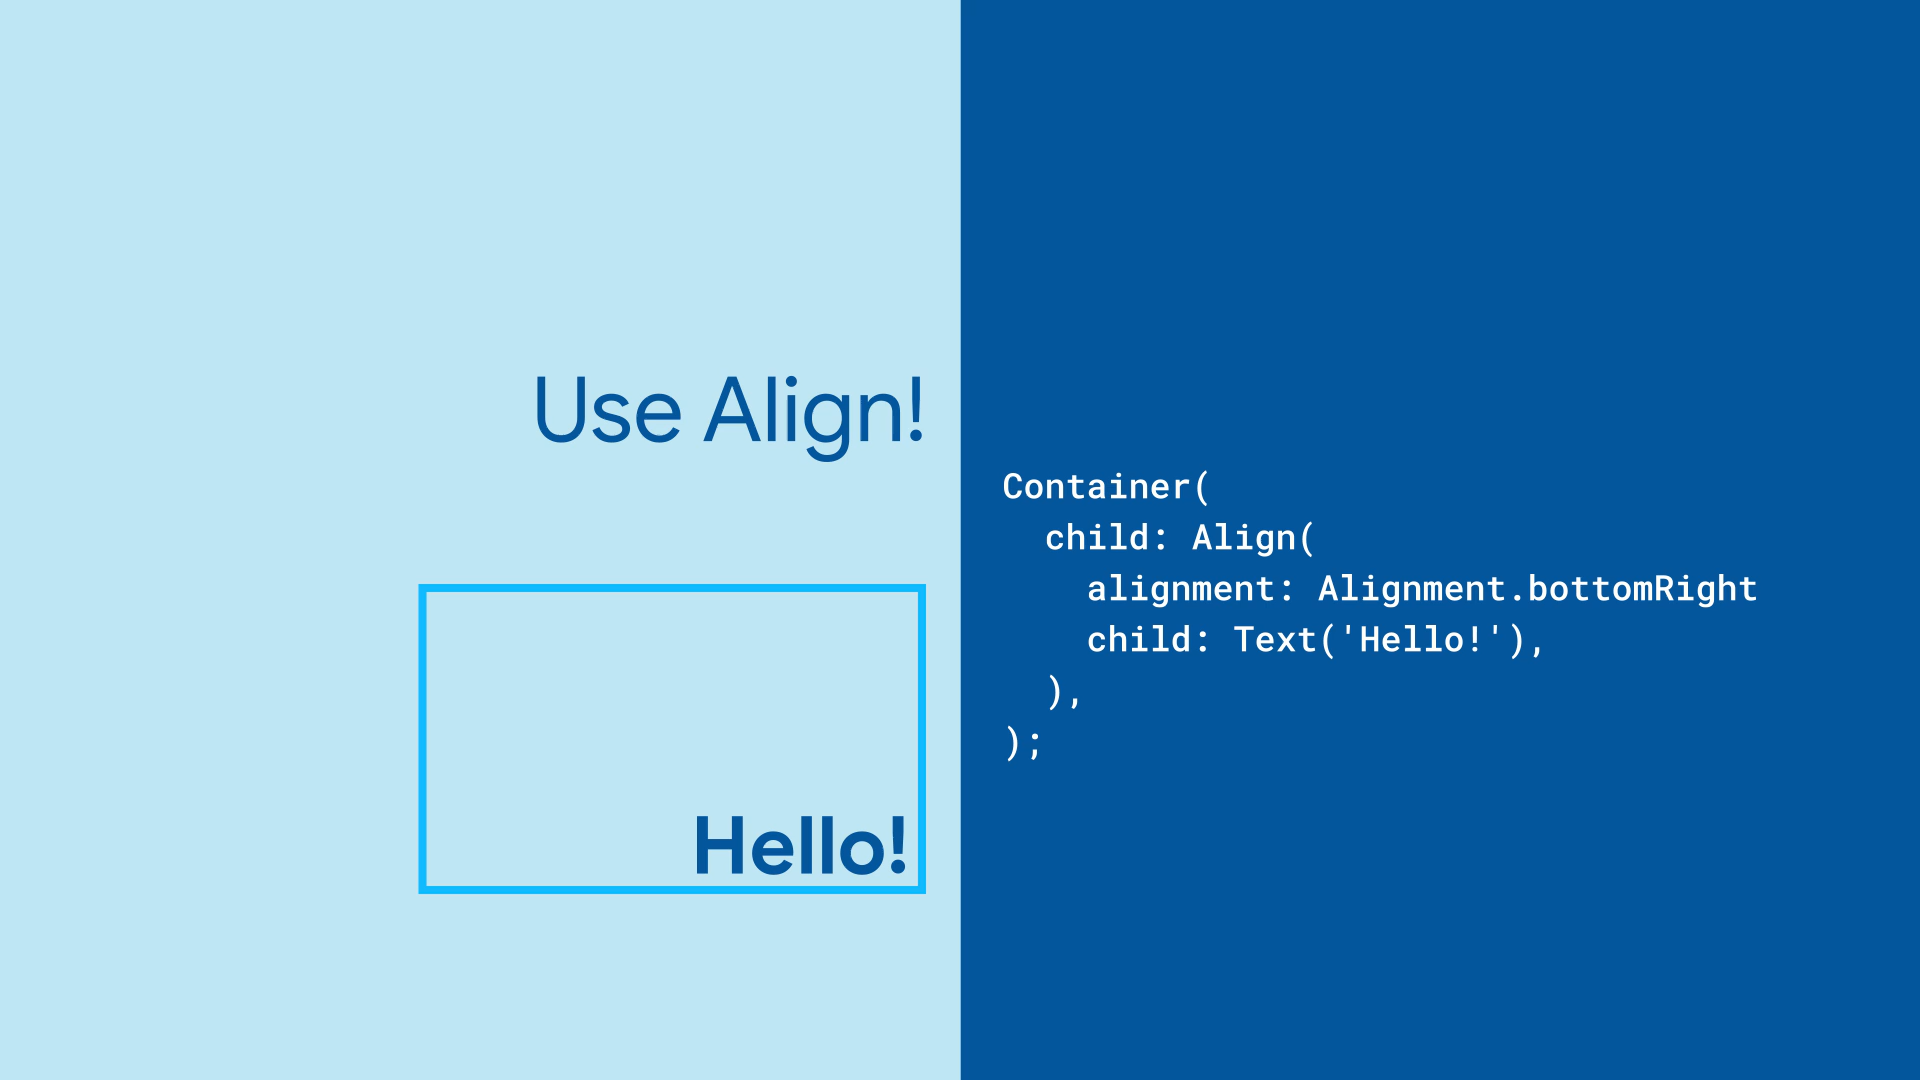 Use Align!
Hello!
Container(
  child: Align(
    alignment: Alignment.bottomRight
    child: Text('Hello!'),
  ),
);